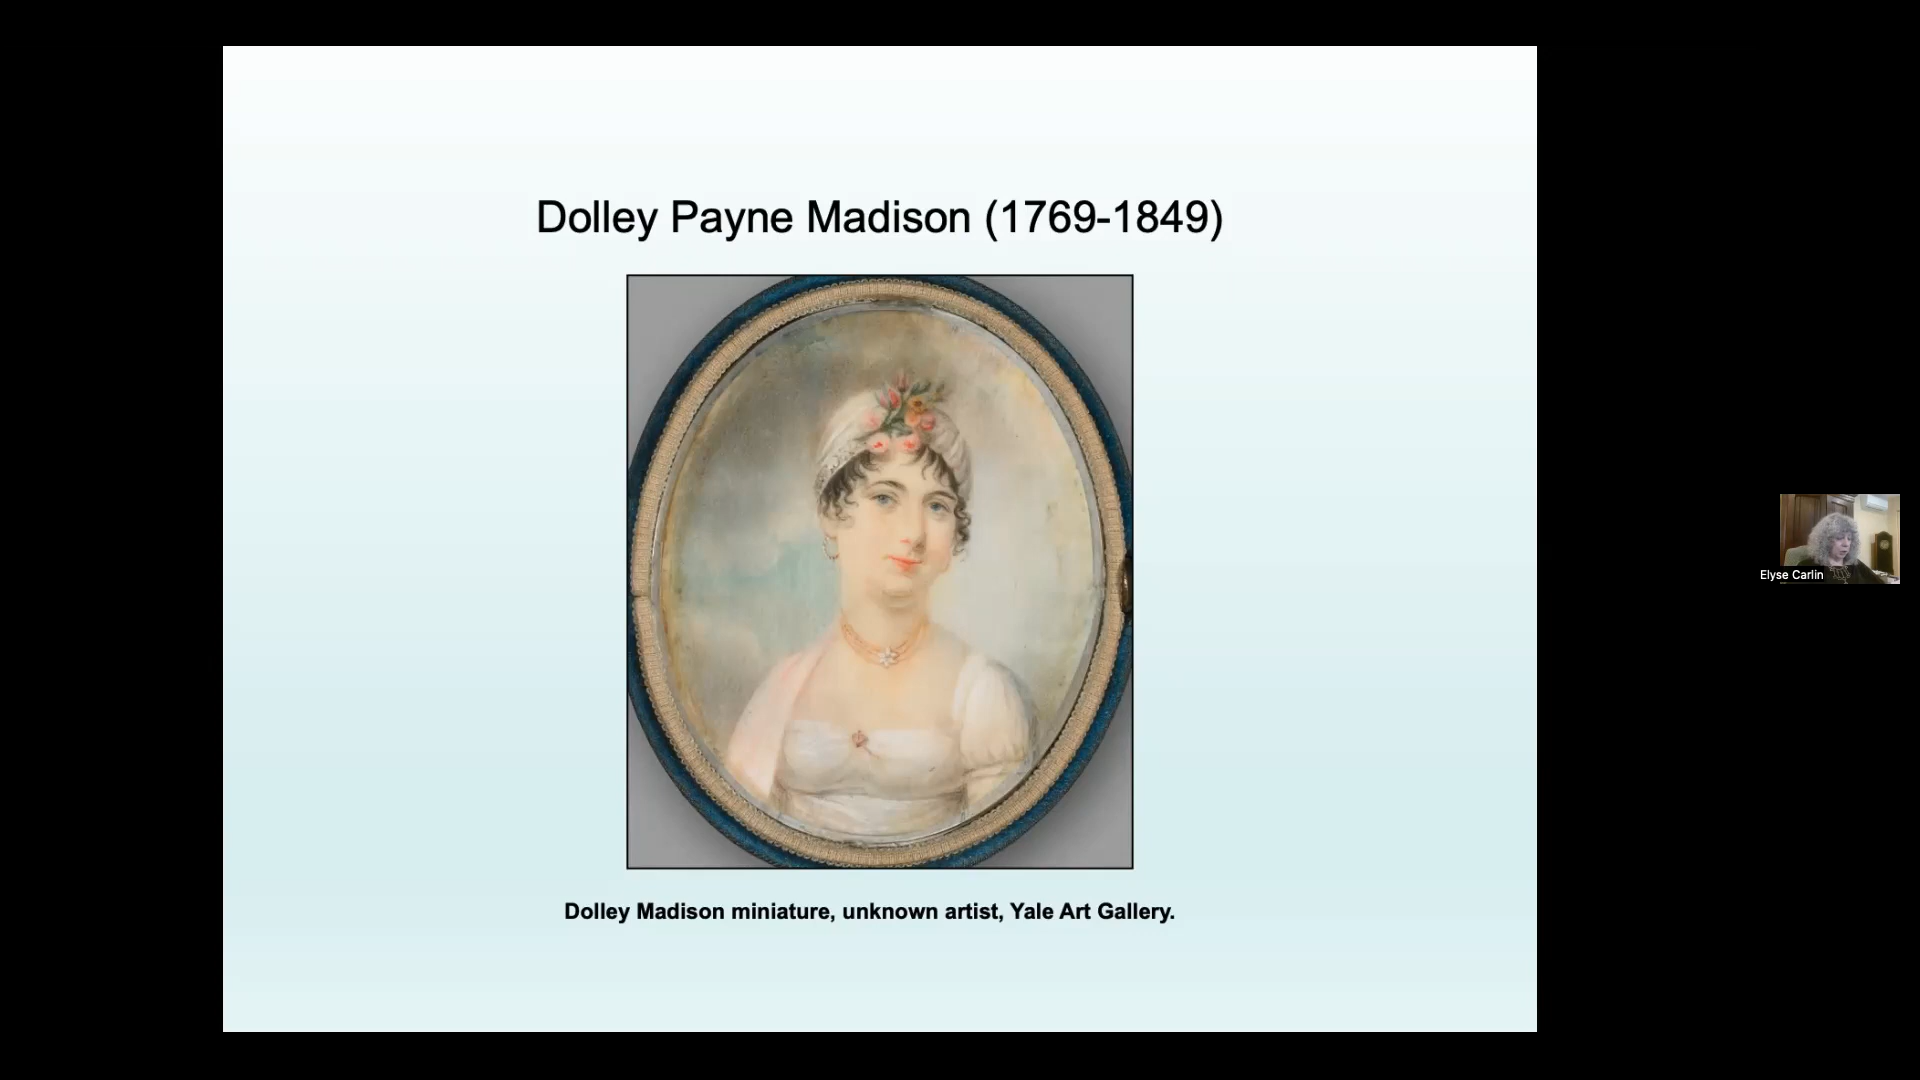 Dolley Payne Madison (1769-1849)
Dolley Madison miniature, unknown artist, Yale Art Gallery.
Elyse Carlin